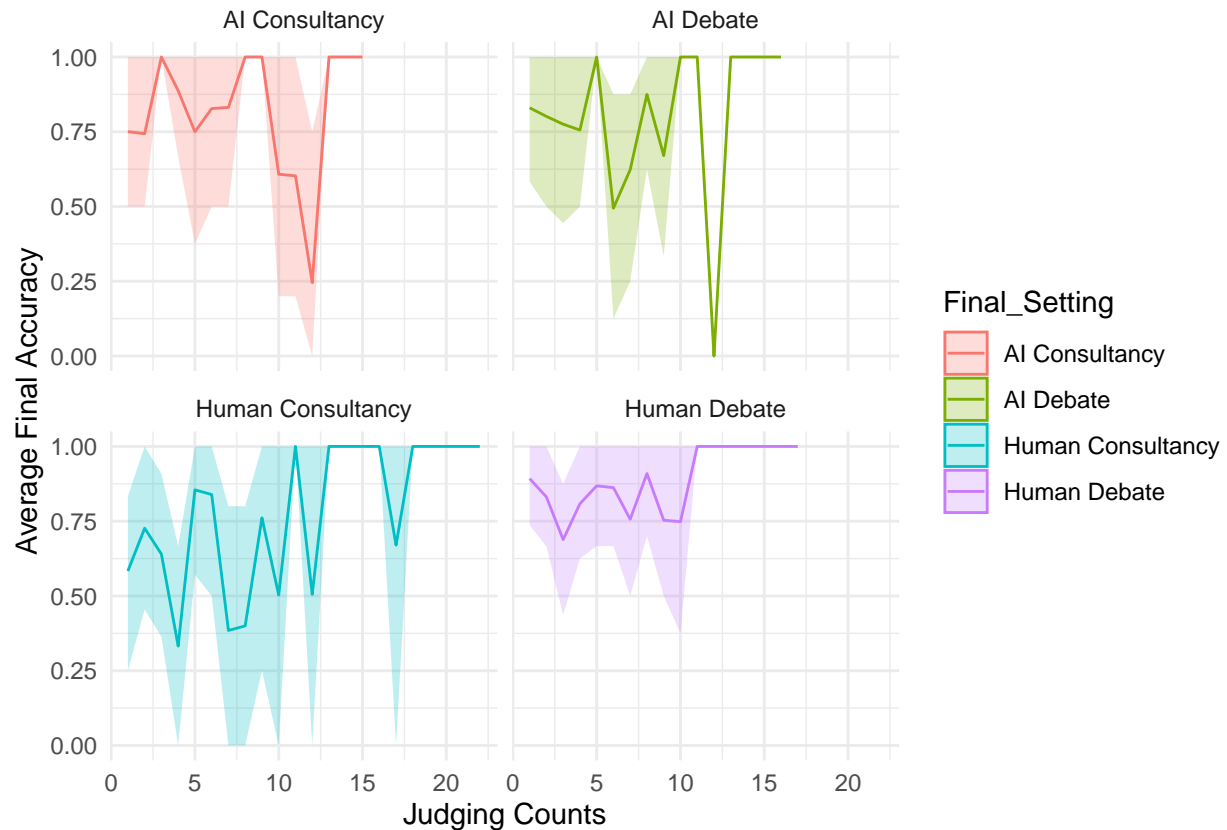 AI Consultancy
AI Debate
1.00
0.75
0.50
0.25
0.00
Human Consultancy
Human Debate
1.00
0.75
0.50
0.25
0.00
0 5 10 15 20
0 5 10 15 20
Judging Counts
Average Final Accuracy
Final_Setting
AI Consultancy
AI Debate
Human Consultancy
Human Debate